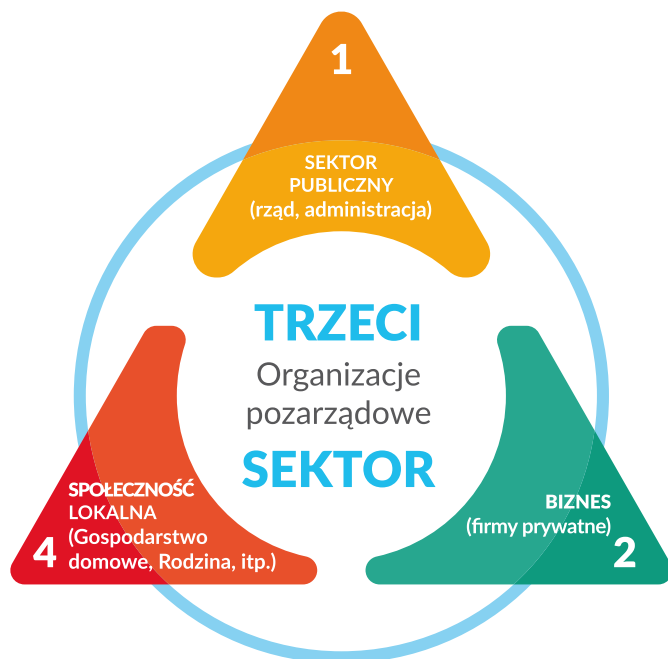 1
SEKTOR
PUBLICZNY
(rząd, administracja)
TRZECI
Organizacje
pozarządowe
SEKTOR
SPOŁECZNOŚĆ
LOKALNA
(Gospodarstwo
domowe, Rodzina, itp.)
4
BIZNES
(firmy prywatne)
2